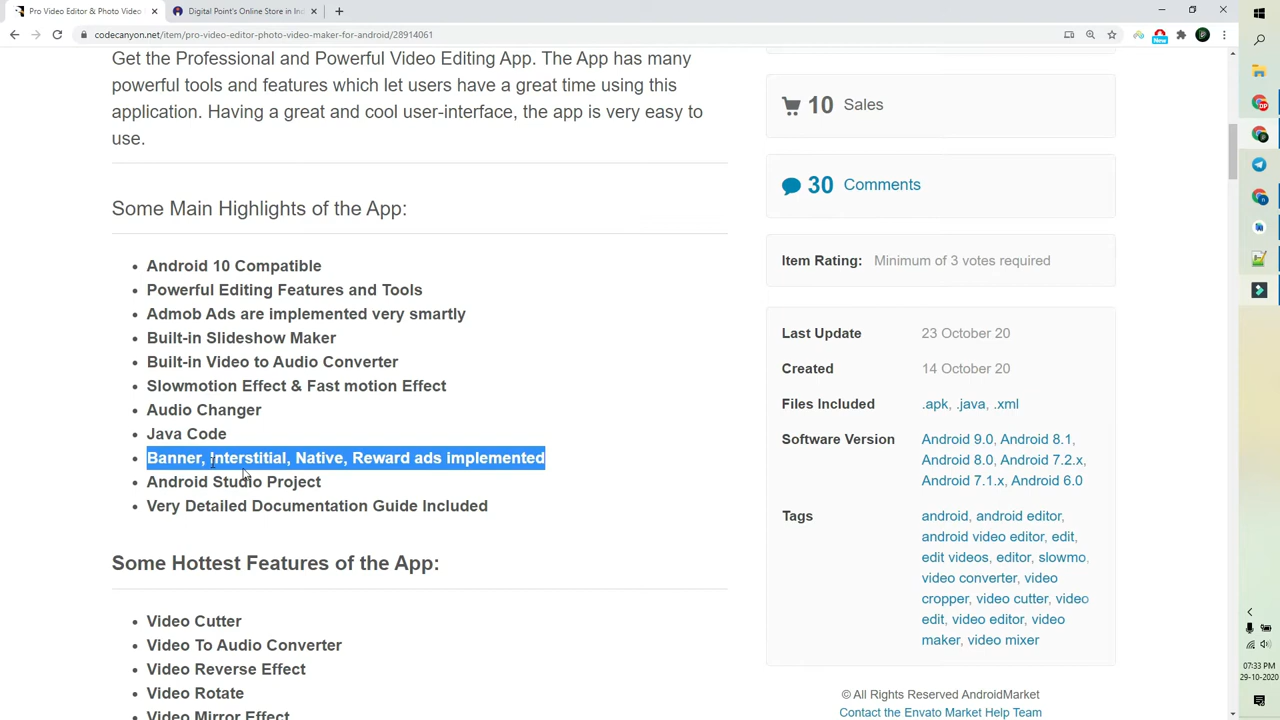 Pro Video Editor & Photo Video
Digital Point's Online Store in Ind
codecanyon.net/item/pro-video-editor-photo-video-maker-for-android/28914061
New
Get the Professional and Powerful Video Editing App. The App has many
powerful tools and features which let users have a great time using this
application. Having a great and cool user-interface, the app is very easy to
use.
Some Main Highlights of the App:
Android 10 Compatible
Powerful Editing Features and Tools
Admob Ads are implemented very smartly
Built-in Slideshow Maker
Built-in Video to Audio Converter
Slowmotion Effect & Fast motion Effect
Audio Changer
Java Code
Banner, Interstitial, Native, Reward ads implemented
Android Studio Project
Very Detailed Documentation Guide Included
Some Hottest Features of the App:
Video Cutter
Video To Audio Converter
Video Reverse Effect
Video Rotate
Video Mirror Effect
10 Sales
30 Comments
Item Rating: Minimum of 3 votes required
Last Update 23 October 20
Created 14 October 20
Files Included .apk, .java, .xml
Software Version Android 9.0, Android 8.1,
Android 8.0, Android 7.2.x,
Android 7.1.x, Android 6.0
Tags android, android editor,
android video editor, edit,
edit videos, editor, slowmo,
video converter, video
cropper, video cutter, video
edit, video editor, video
maker, video mixer
© All Rights Reserved AndroidMarket
Contact the Envato Market Help Team
07:33 PM
29-10-2020